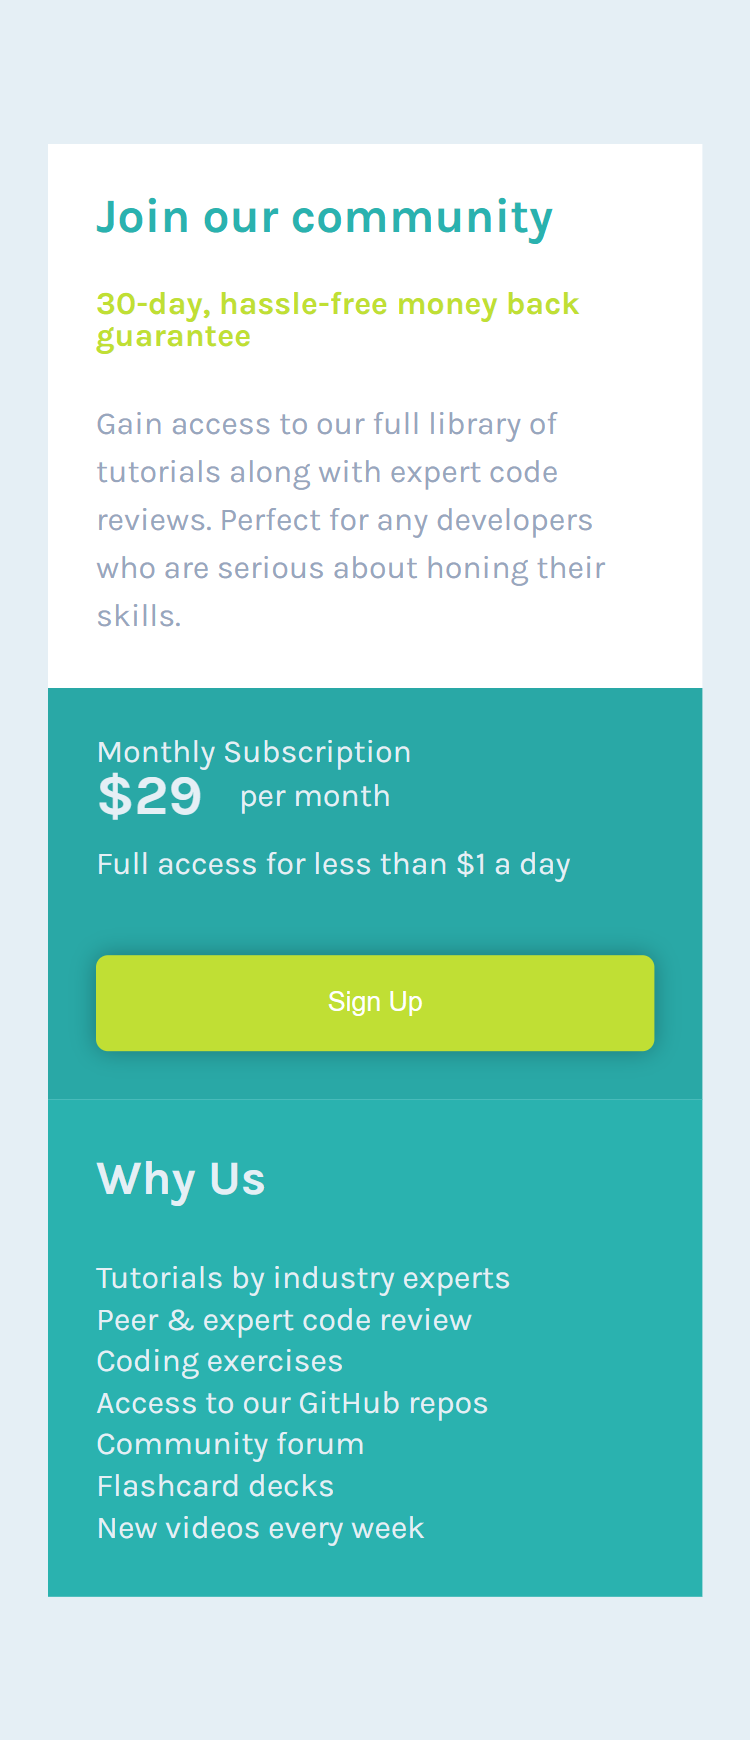 Join our community
30-day, hassle-free money back
guarantee
Gain access to our full library of
tutorials along with expert code
reviews. Perfect for any developers
who are serious about honing their
skills.
Monthly Subscription
$29 per month
Full access for less than $1 a day
Sign Up
Why Us
Tutorials by industry experts
Peer & expert code review
Coding exercises
Access to our GitHub repos
Community forum
Flashcard decks
New videos every week